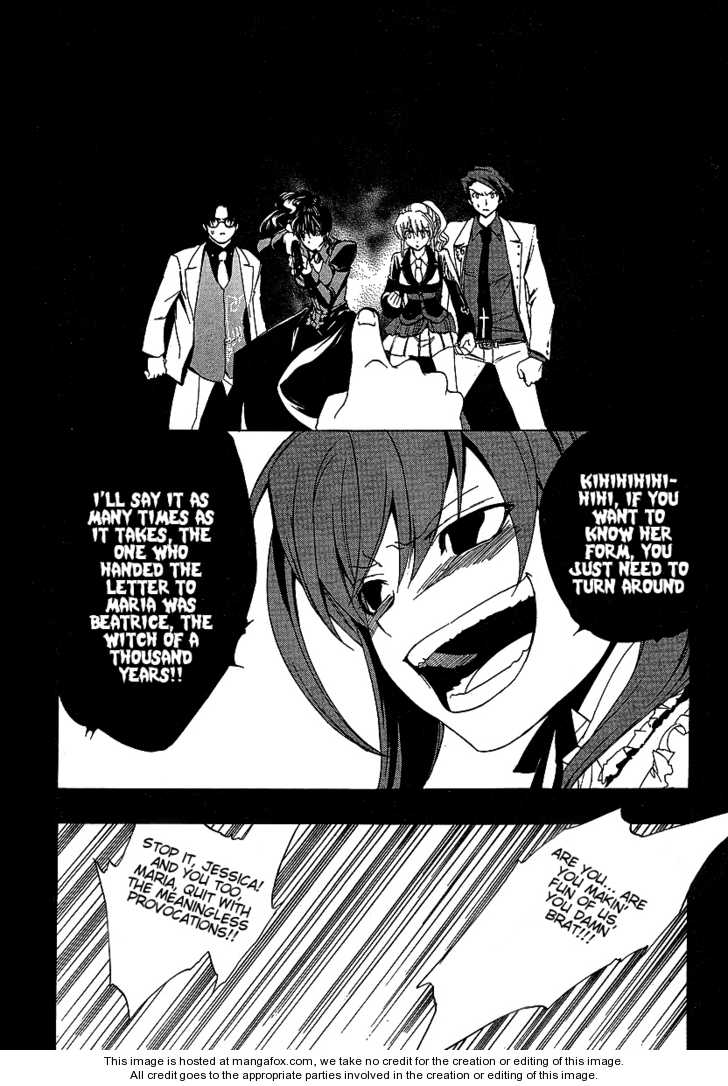 KIHIHIHIHI-
HIHI, IF YOU
WANT TO
KNOW HER
FORM, YOU
JUST NEED TO
TURN AROUND
I'LL SAY IT AS
MANY TIMES AS
IT TAKES, THE
ONE WHO
HANDED THE
LETTER TO
MARIA WAS
BEATRICE, THE
WITCH OF A
THOUSAND
YEARS!!
ARE YOU... ARE
YOU MAKIN'
FUN OF US,
YOU DAMN
BRAT!!!
STOP IT, JESSICA!
AND YOU TOO,
MARIA, QUIT WITH
THE MEANINGLESS
PROVOCATIONS!!
This image is hosted at mangafox.com, we take no credit for the creation or editing of this image.
All credit goes to the appropriate parties involved in the creation or editing of this image.